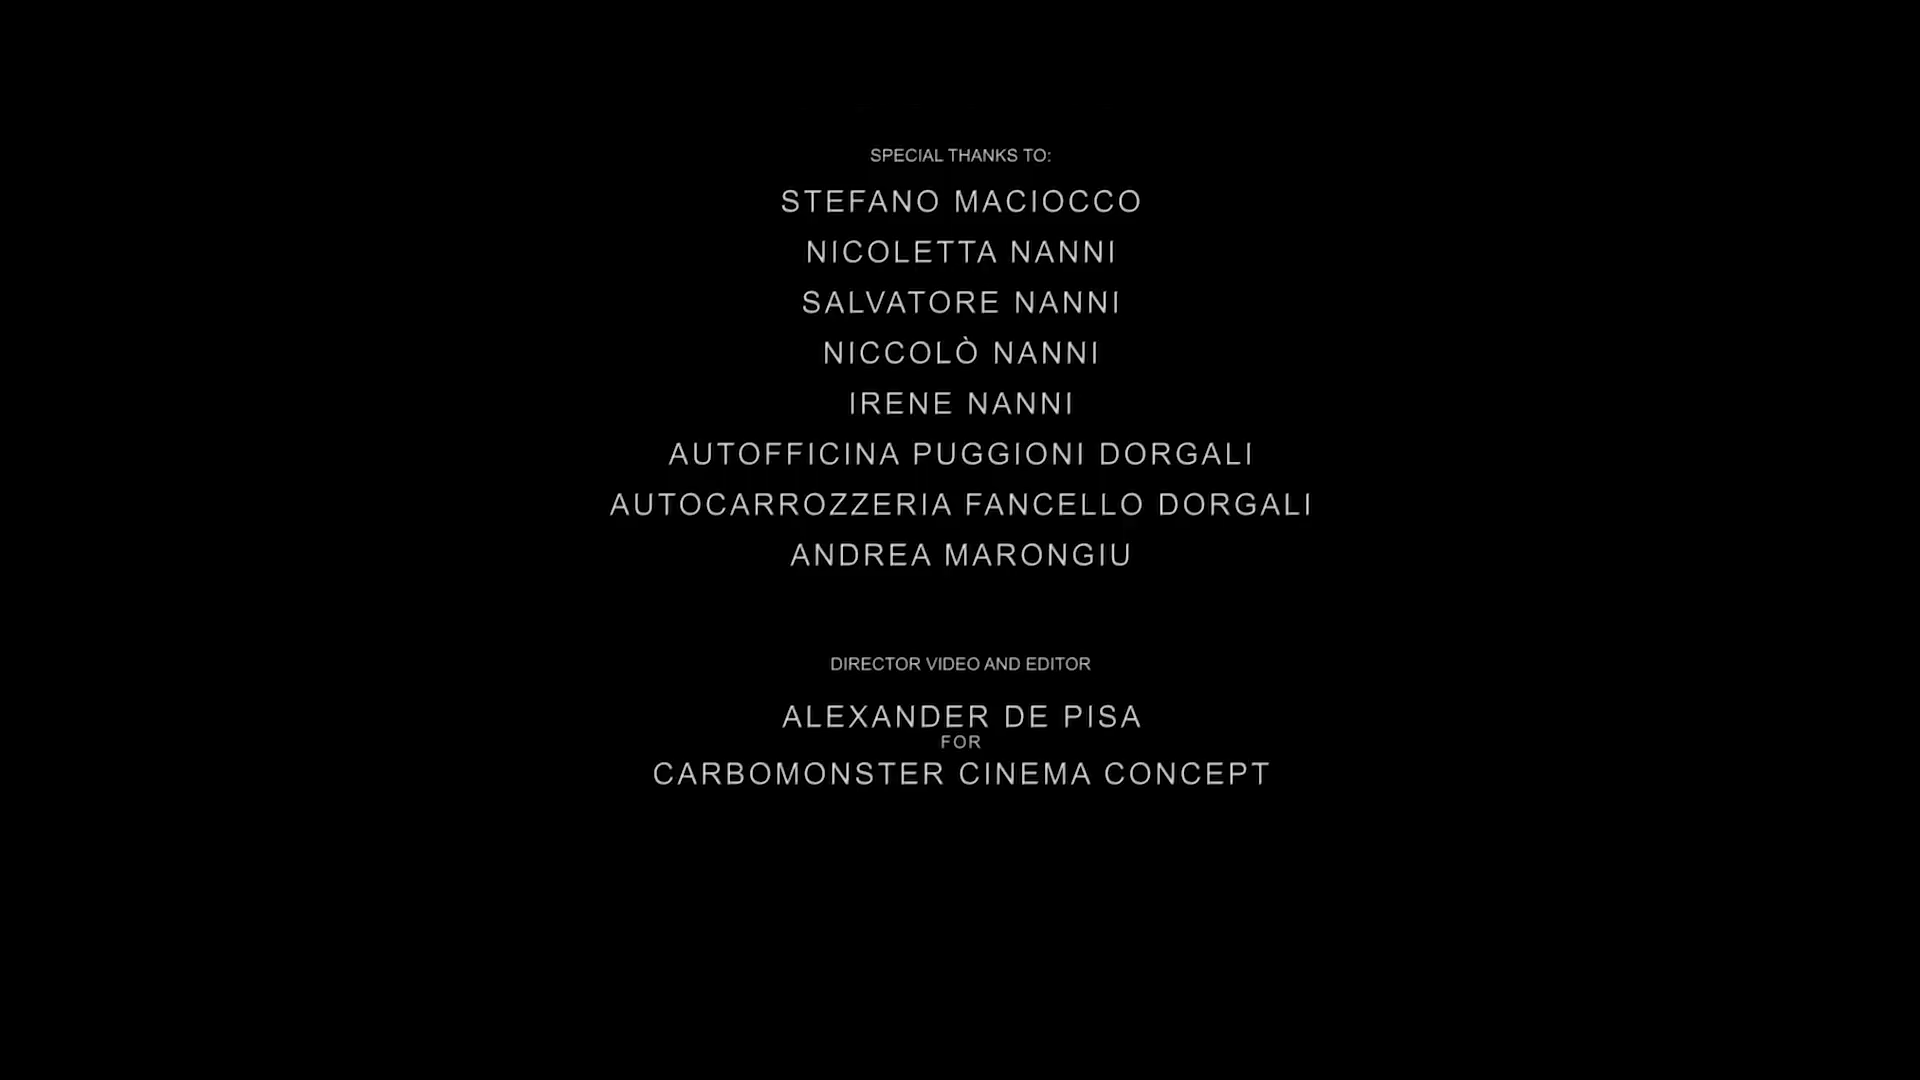 SPECIAL THANKS TO:
STEFANO MACIOCCO
NICOLETTA NANNI
SALVATORE NANNI
NICCOLÒ NANNI
IRENE NANNI
AUTOFFICINA PUGGIONI DORGALI
AUTOCARROZZERIA FANCELLO DORGALI
ANDREA MARONGIU
DIRECTOR VIDEO AND EDITOR
ALEXANDER DE PISA
FOR
CARBOMONSTER CINEMA CONCEPT